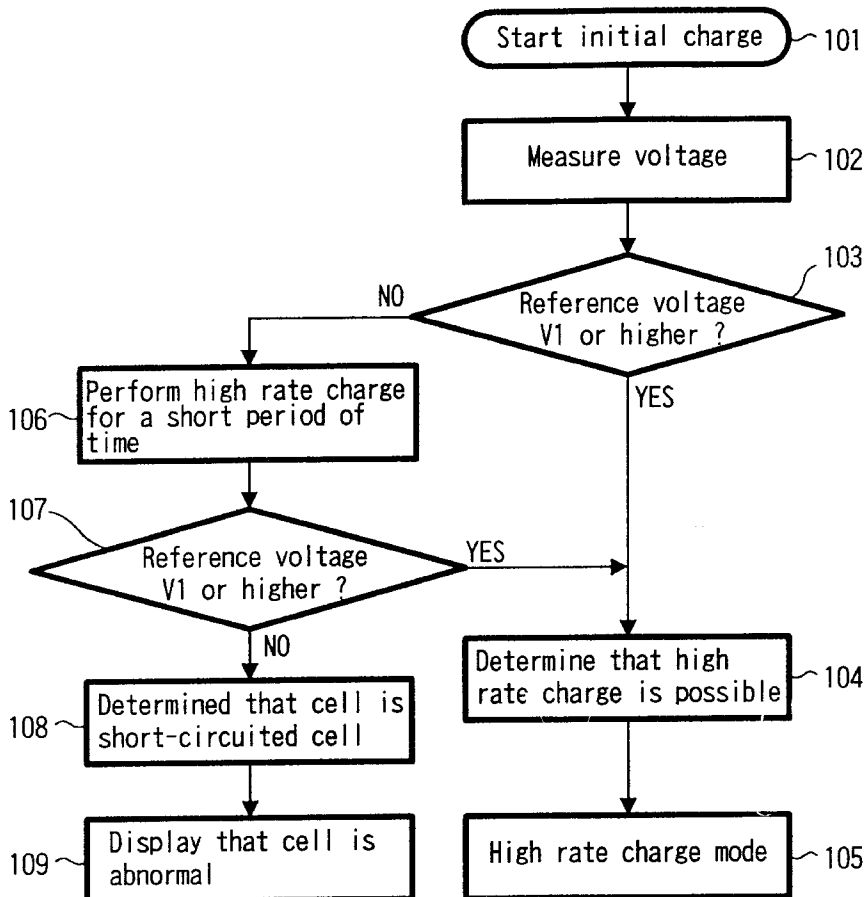 Start initial charge
101
Measure voltage
102
103
Reference voltage
V1 or higher ?
NO
YES
Perform high rate charge
for a short period of
time
106
107
Reference voltage
V1 or higher ?
YES
NO
Determine that high
rate charge is possible
104
Determined that cell is
short-circuited cell
108
Display that cell is
abnormal
109
High rate charge mode
105